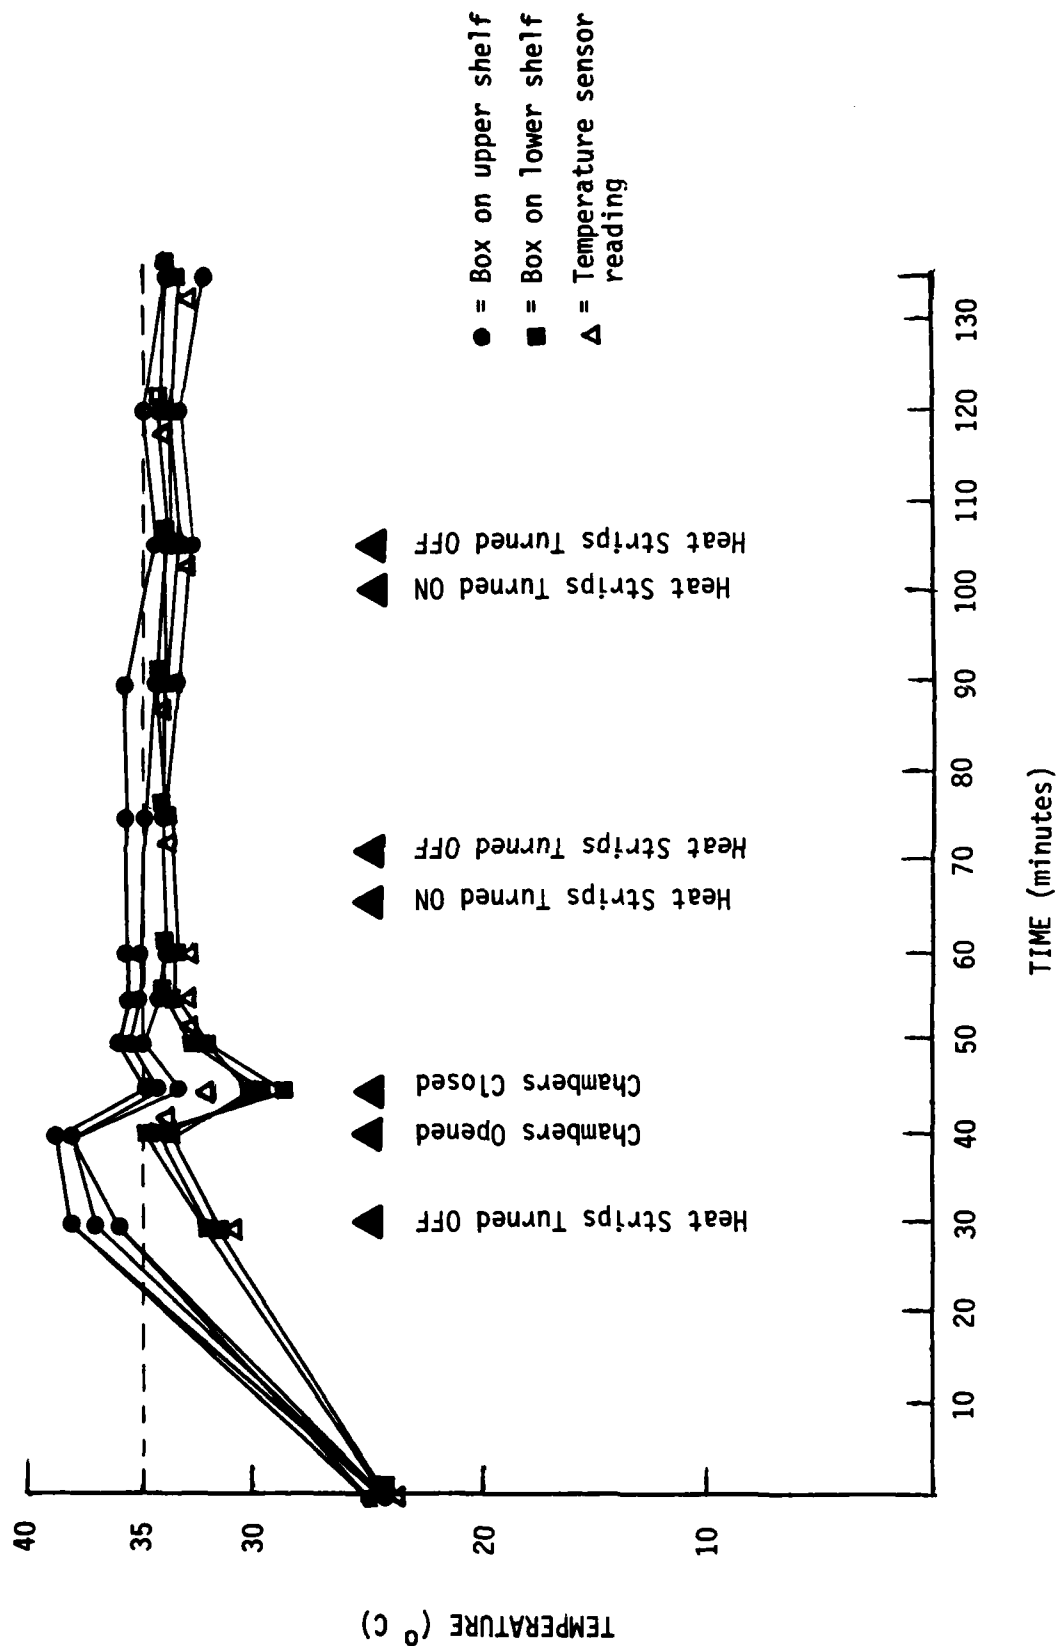 40
35
30
20
10
TEMPERATURE (° C)
10
20
30
40
50
60
70
80
90
100
110
120
130
TIME (minutes)
Heat Strips Turned OFF
Chambers Opened
Chambers Closed
Heat Strips Turned ON
Heat Strips Turned OFF
Heat Strips Turned ON
Heat Strips Turned OFF
● = Box on upper shelf
■ = Box on lower shelf
△ = Temperature sensor
reading